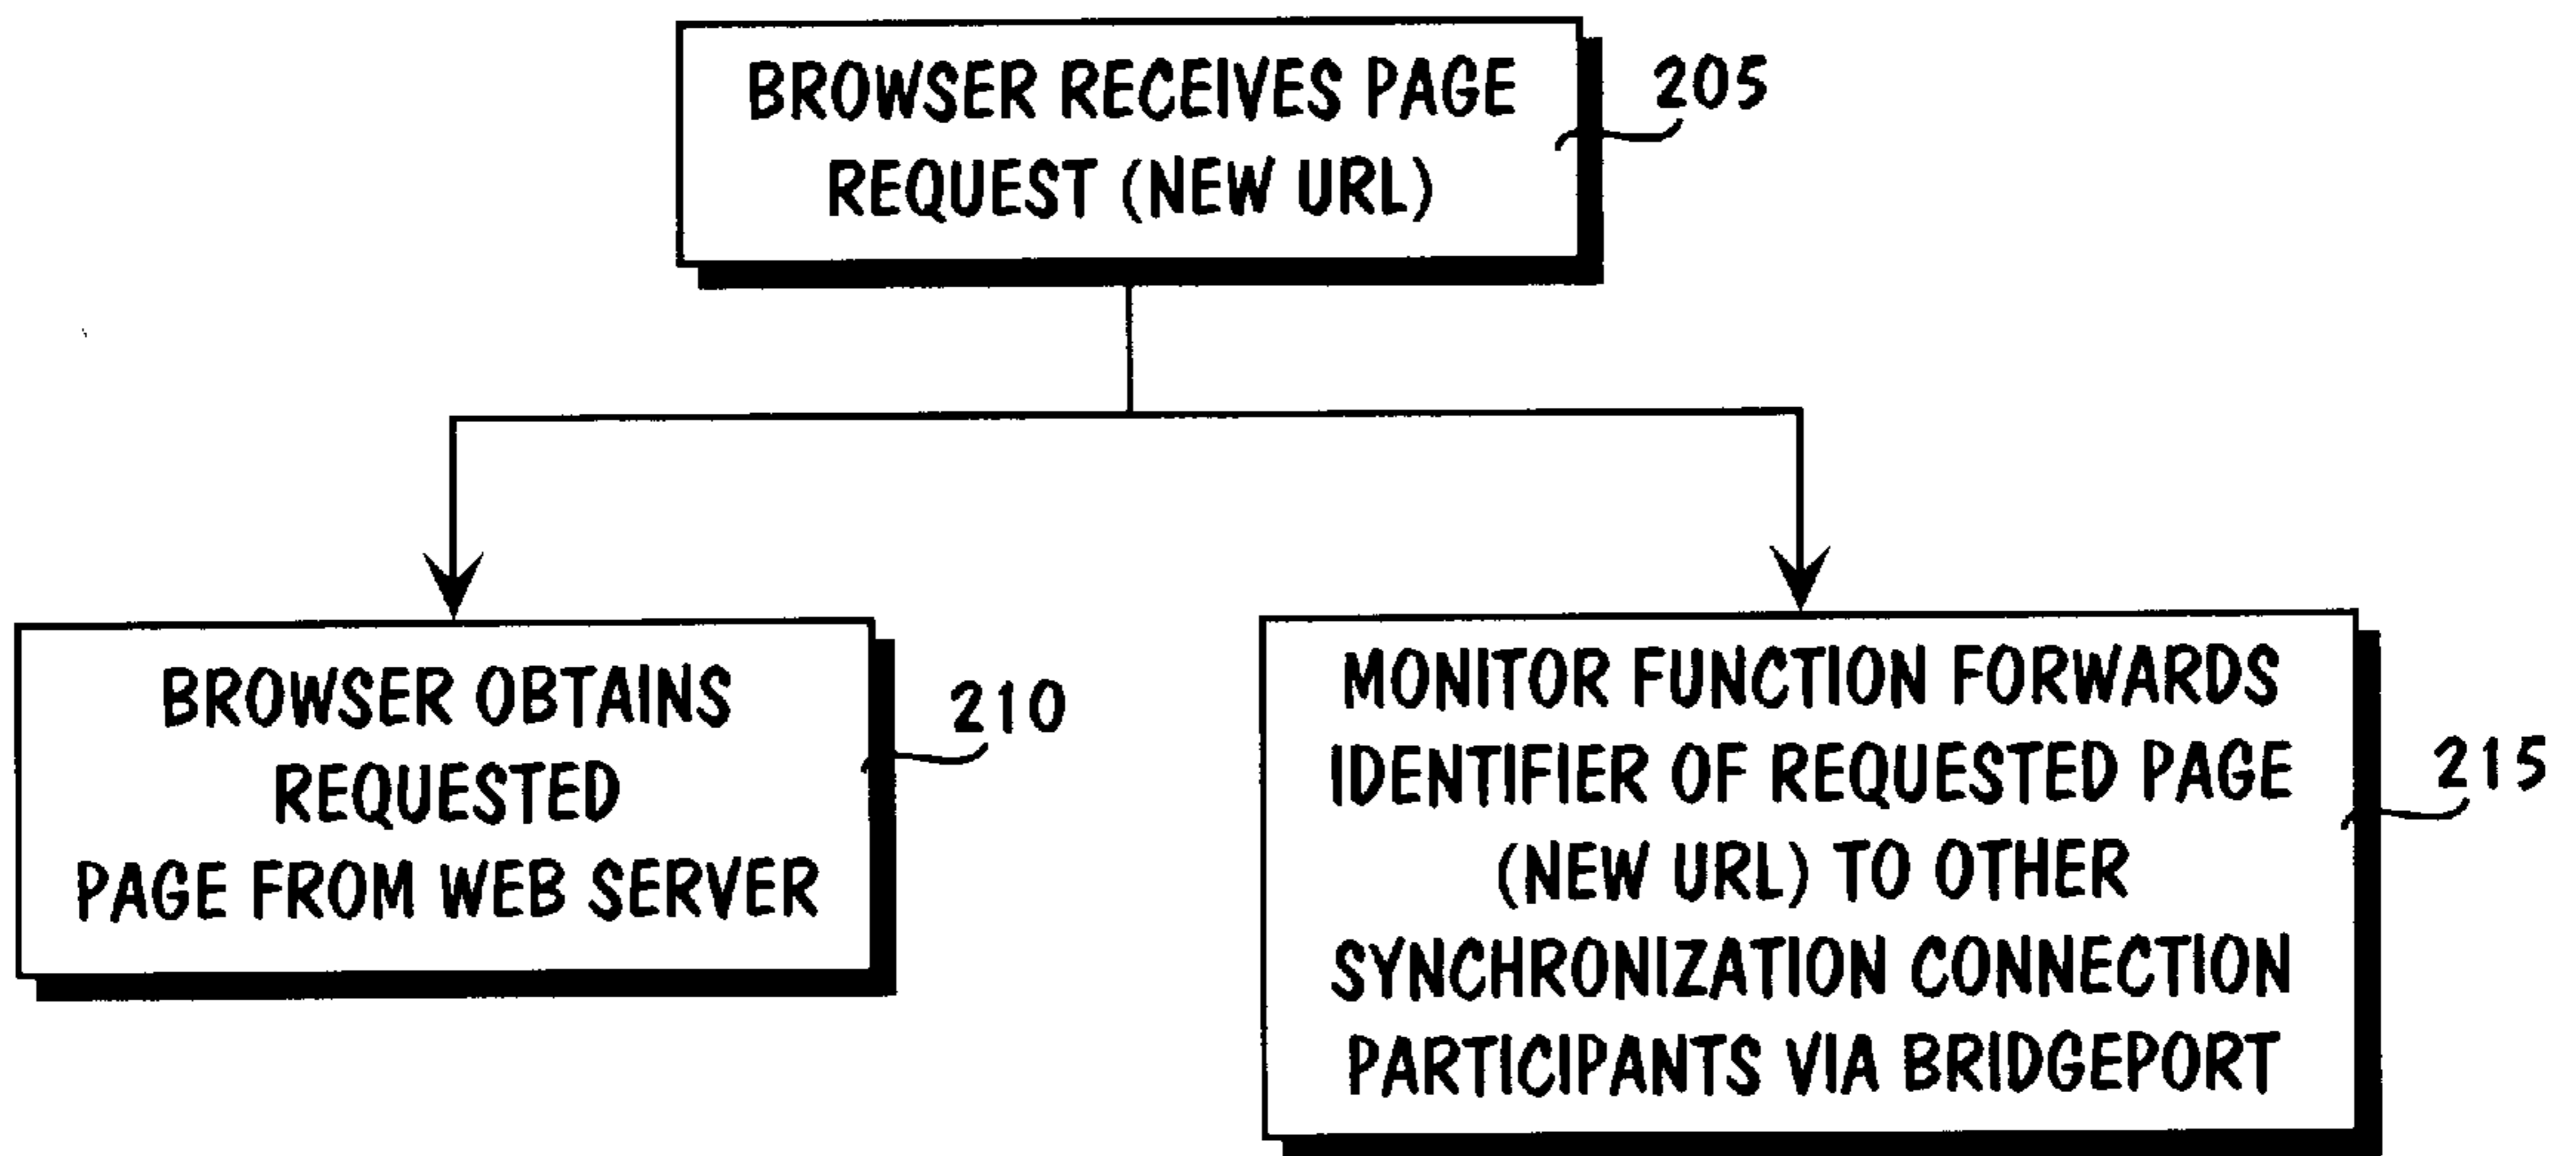 BROWSER RECEIVES PAGE
REQUEST (NEW URL)
205
BROWSER OBTAINS
REQUESTED
PAGE FROM WEB SERVER
210
MONITOR FUNCTION FORWARDS
IDENTIFIER OF REQUESTED PAGE
(NEW URL) TO OTHER
SYNCHRONIZATION CONNECTION
PARTICIPANTS VIA BRIDGEPORT
215